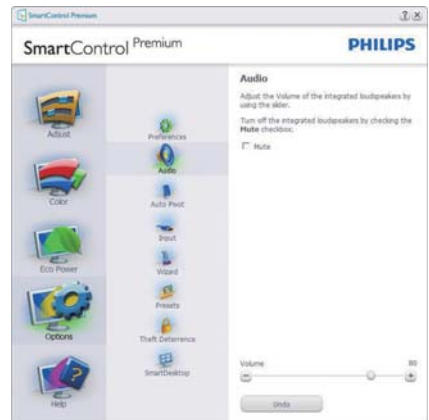 SmartControl Premium
SmartControl Premium
PHILIPS
Adjust
Color
Eco Power
Options
Help
Preferences
Audio
Auto Pivot
Input
Wizard
Presets
Theft Deterrence
SmartDesktop
Audio
Adjust the Volume of the integrated loudspeakers by
using the slider.
Turn off the integrated loudspeakers by checking the
Mute checkbox.
Mute
Volume 80
Undo